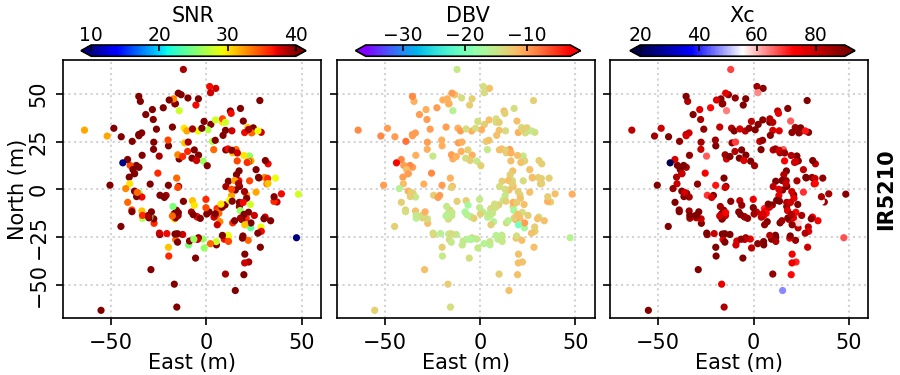 SNR DBV Xc
10 20 30 40 −30 −20 −10 20 40 60 80
50
25
0
−25
−50
North (m)
−50 0 50 −50 0 50 −50 0 50
East (m) East (m) East (m)
IR5210